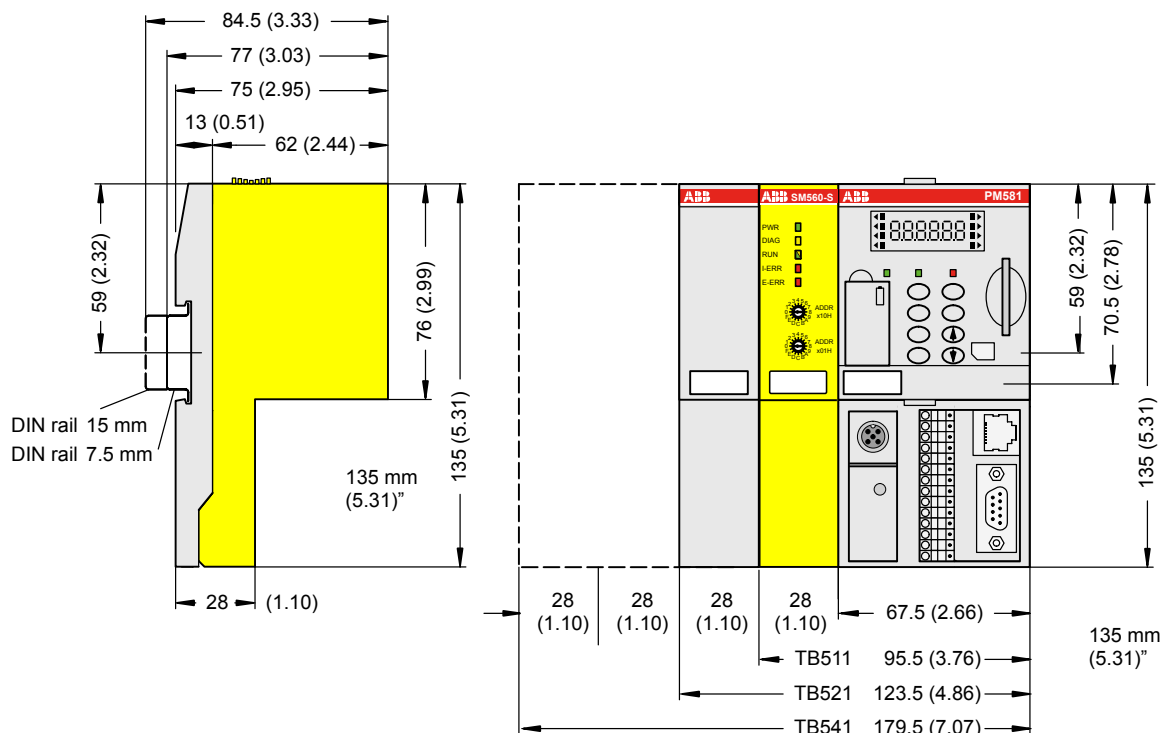 84.5 (3.33)
77 (3.03)
75 (2.95)
13 (0.51)
62 (2.44)
59 (2.32)
76 (2.99)
135 (5.31)
DIN rail 15 mm
DIN rail 7.5 mm
135 mm
(5.31)”
28 (1.10)
ABB
ABB SM560-S
ABB PM581
PWR
DIAG
RUN
I-ERR
E-ERR
ADDR
x10H
ADDR
x01H
59 (2.32)
70.5 (2.78)
135 (5.31)
28
(1.10)
28
(1.10)
28
(1.10)
28
(1.10)
67.5 (2.66)
135 mm
(5.31)”
TB511 95.5 (3.76)
TB521 123.5 (4.86)
TB541 179.5 (7.07)